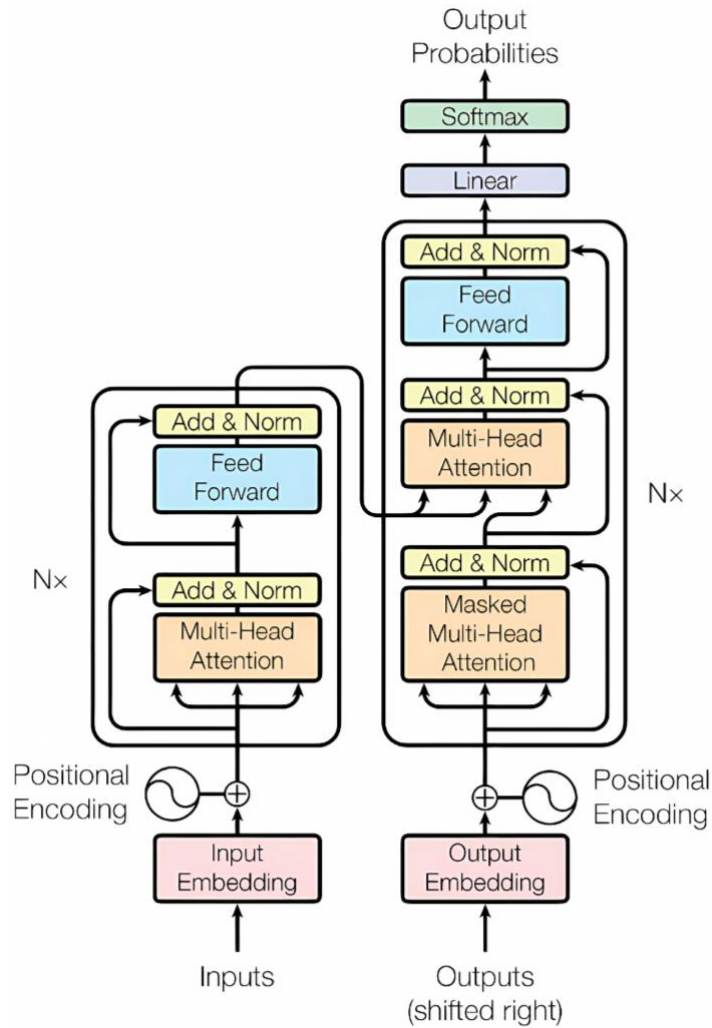 Output
Probabilities
Softmax
Linear
Add & Norm
Feed
Forward
Add & Norm
Multi-Head
Attention
Nx
Add & Norm
Masked
Multi-Head
Attention
Positional
Encoding
Output
Embedding
Outputs
(shifted right)
Add & Norm
Feed
Forward
Nx
Add & Norm
Multi-Head
Attention
Positional
Encoding
Input
Embedding
Inputs